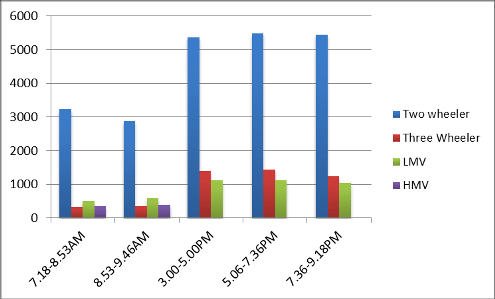 6000
5000
4000
3000
2000
1000
0
7.18-8.53AM
8.53-9.46AM
3.00-5.00PM
5.06-7.36PM
7.36-9.18PM
Two wheeler
Three Wheeler
LMV
HMV